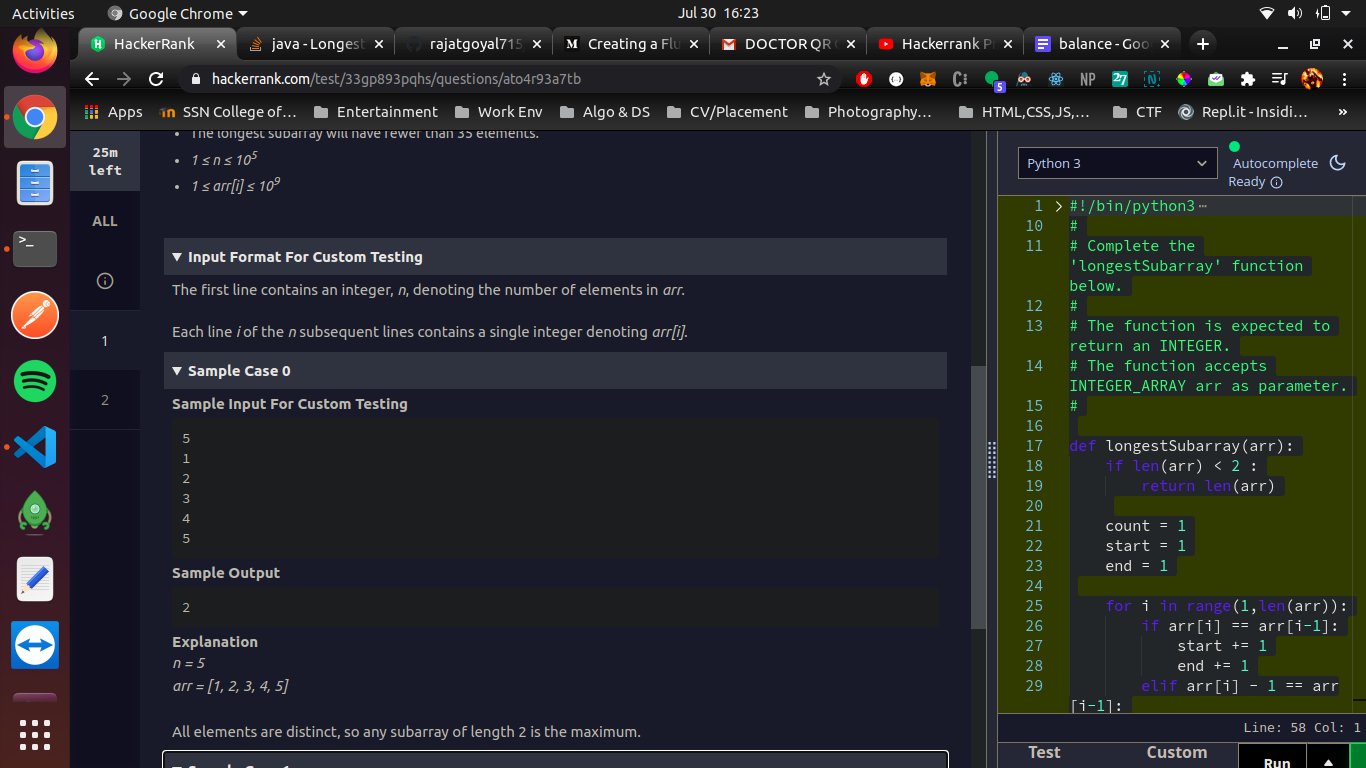 Activities
Google Chrome
Jul 30 16:23
HackerRank
java - Longest
rajatgoyal715
Creating a Flu
DOCTOR QR
Hackerrank P
balance - Goo
hackerrank.com/test/33gp893pqhs/questions/ato4r93a7tb
5
NP
27
Apps
SSN College of…
Entertainment
Work Env
Algo & DS
CV/Placement
Photography…
HTML,CSS,JS,…
CTF
Repl.it - Insidi…
»
25m
left
ALL
1
2
• The longest subarray will have fewer than 35 elements.
• 1 ≤ n ≤ 10⁵
• 1 ≤ arr[i] ≤ 10⁹
▼ Input Format For Custom Testing
The first line contains an integer, n, denoting the number of elements in arr.
Each line i of the n subsequent lines contains a single integer denoting arr[i].
▼ Sample Case 0
Sample Input For Custom Testing
5
1
2
3
4
5
Sample Output
2
Explanation
n = 5
arr = [1, 2, 3, 4, 5]
All elements are distinct, so any subarray of length 2 is the maximum.
Python 3
Autocomplete
Ready
1 #!/bin/python3 ⋯
10 #
11 # Complete the
'longestSubarray' function
below.
12 #
13 # The function is expected to
return an INTEGER.
14 # The function accepts
INTEGER_ARRAY arr as parameter.
15 #
16
17 def longestSubarray(arr):
18 if len(arr) < 2 :
19 return len(arr)
20
21 count = 1
22 start = 1
23 end = 1
24
25 for i in range(1,len(arr)):
26 if arr[i] == arr[i-1]:
27 start += 1
28 end += 1
29 elif arr[i] - 1 == arr
[i-1]:
Line: 58 Col: 1
Test
Custom
Run